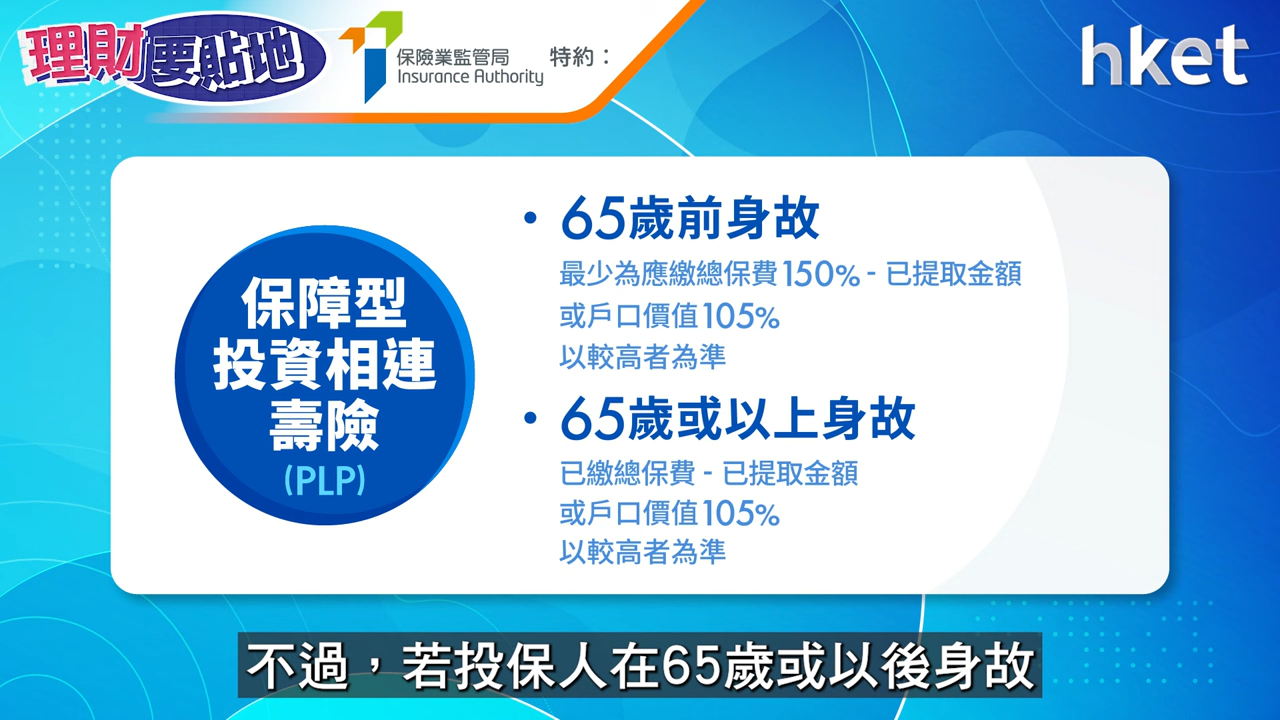 理財要貼地
保險業監管局
Insurance Authority
特約：
hket
保障型
投資相連
壽險
(PLP)
• 65歲前身故
最少為應繳總保費150% - 已提取金額
或戶口價值105%
以較高者為準
• 65歲或以上身故
已繳總保費 - 已提取金額
或戶口價值105%
以較高者為準
不過，若投保人在65歲或以後身故